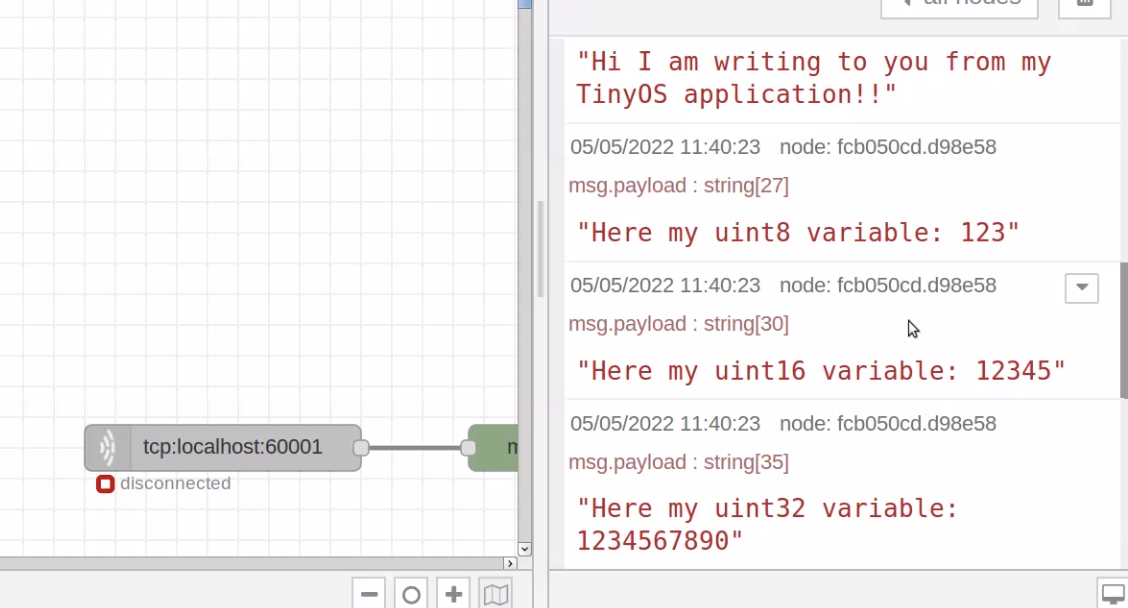 all nodes
"Hi I am writing to you from my
TinyOS application!!"
05/05/2022 11:40:23 node: fcb050cd.d98e58
msg.payload : string[27]
"Here my uint8 variable: 123"
05/05/2022 11:40:23 node: fcb050cd.d98e58
msg.payload : string[30]
"Here my uint16 variable: 12345"
05/05/2022 11:40:23 node: fcb050cd.d98e58
msg.payload : string[35]
"Here my uint32 variable:
1234567890"
tcp:localhost:60001
m
disconnected